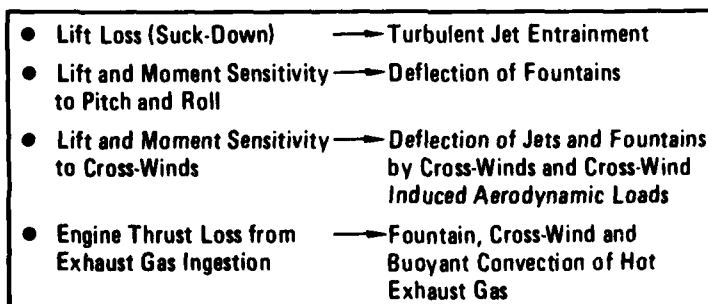 ● Lift Loss (Suck-Down) → Turbulent Jet Entrainment
● Lift and Moment Sensitivity → Deflection of Fountains
to Pitch and Roll
● Lift and Moment Sensitivity → Deflection of Jets and Fountains
to Cross-Winds by Cross-Winds and Cross-Wind
Induced Aerodynamic Loads
● Engine Thrust Loss from → Fountain, Cross-Wind and
Exhaust Gas Ingestion Buoyant Convection of Hot
Exhaust Gas